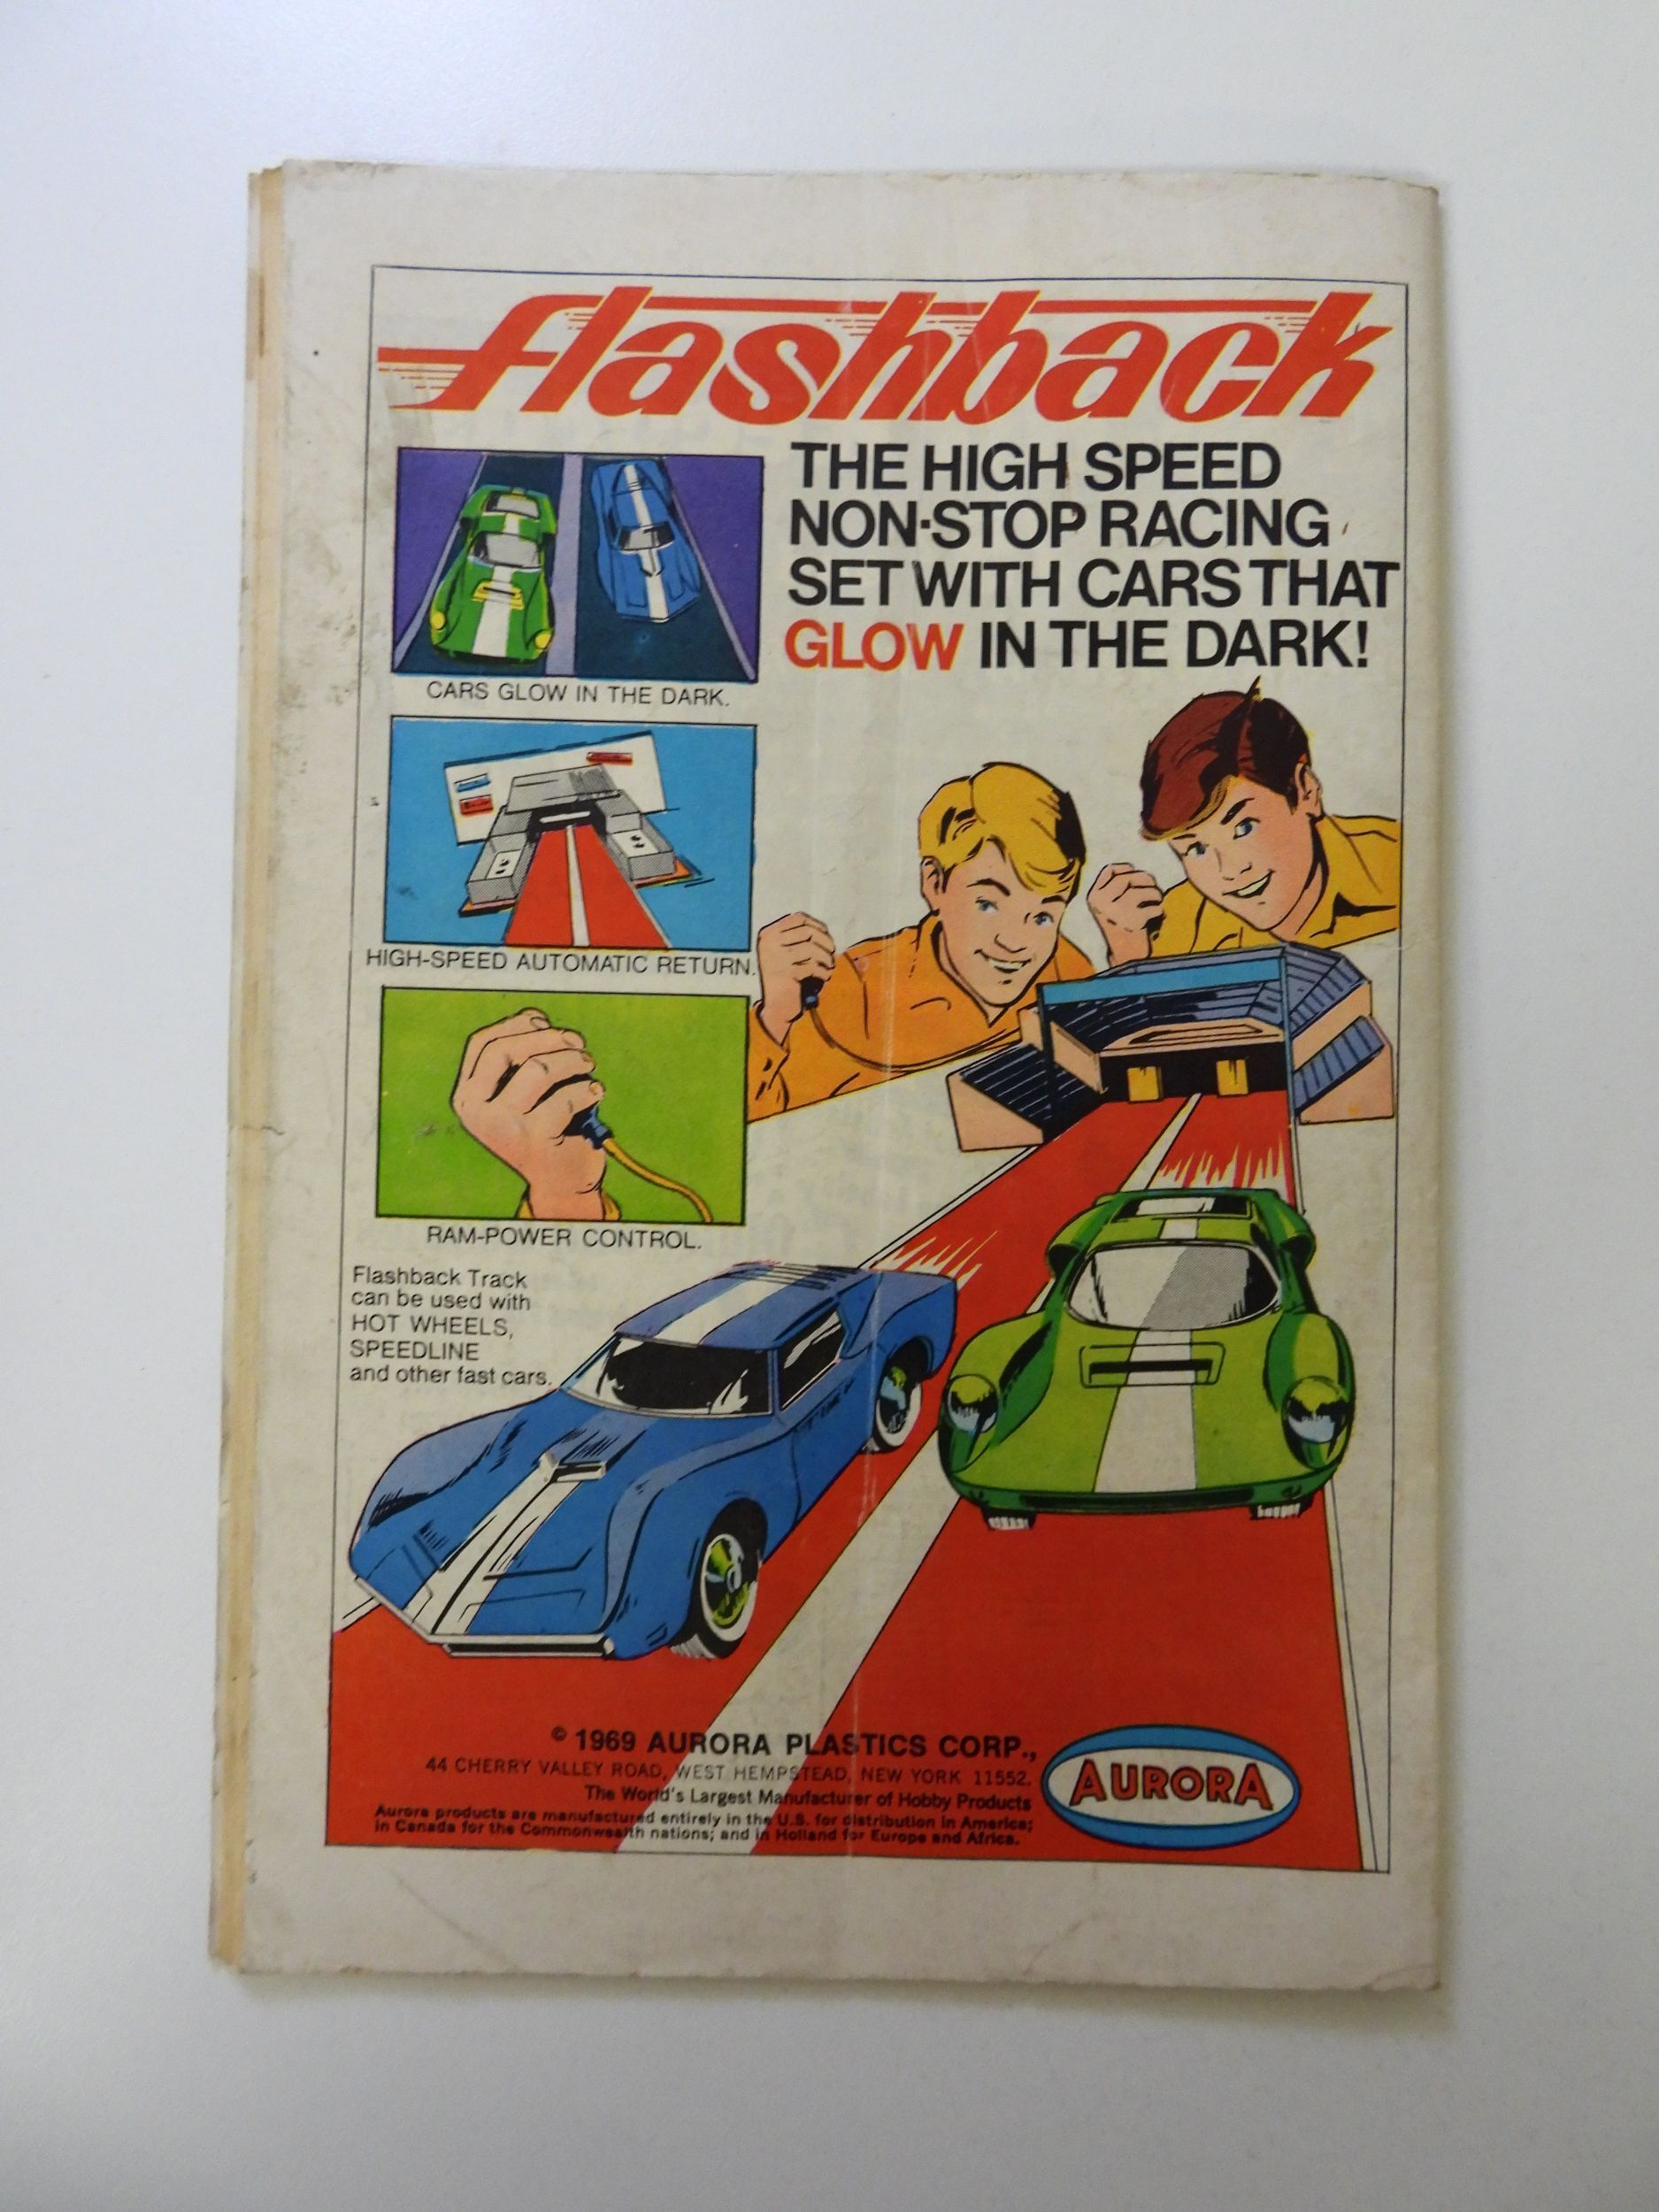 flashback
THE HIGH SPEED
NON-STOP RACING
SET WITH CARS THAT
GLOW IN THE DARK!
CARS GLOW IN THE DARK.
HIGH-SPEED AUTOMATIC RETURN.
RAM-POWER CONTROL.
Flashback Track
can be used with
HOT WHEELS,
SPEEDLINE
and other fast cars.
© 1969 AURORA PLASTICS CORP.,
44 CHERRY VALLEY ROAD, WEST HEMPSTEAD, NEW YORK 11552.
The World's Largest Manufacturer of Hobby Products
Aurora products are manufactured entirely in the U.S. for distribution in America;
in Canada for the Commonwealth nations; and in Holland for Europe and Africa.
AURORA